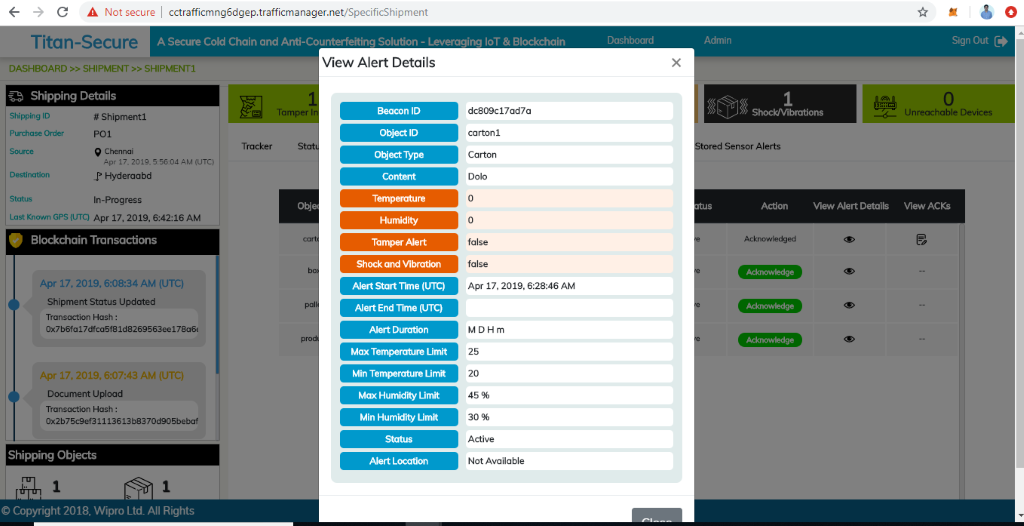 Not secure | cctrafficmng6dgep.trafficmanager.net/SpecificShipment
Titan-Secure
A Secure Cold Chain and Anti-Counterfeiting Solution - Leveraging IoT & Blockchain
Dashboard
Admin
Sign Out
DASHBOARD >> SHIPMENT >> SHIPMENT1
Shipping Details
Shipping ID # Shipment1
Purchase Order PO1
Source Chennai
Apr 17, 2019, 5:56:04 AM (UTC)
Destination Hyderaabd
Status In-Progress
Last Known GPS (UTC) Apr 17, 2019, 6:42:16 AM
Blockchain Transactions
Apr 17, 2019, 6:08:34 AM (UTC)
Shipment Status Updated
Transaction Hash :
Apr 17, 2019, 6:07:43 AM (UTC)
Document Upload
Transaction Hash :
0x2b75c9ef31113613b8370d905bebaf
Shipping Objects
1
1
© Copyright 2018, Wipro Ltd. All Rights
1
Tamper In
1
Shock/Vibrations
0
Unreachable Devices
Tracker
Statu
Stored Sensor Alerts
Obje
atus
Action
View Alert Details
View ACKs
carto
Acknowledged
box
Acknowledge
--
palle
Acknowledge
--
produ
Acknowledge
--
View Alert Details
×
Beacon ID dc809c17ad7a
Object ID carton1
Object Type Carton
Content Dolo
Temperature 0
Humidity 0
Tamper Alert false
Shock and Vibration false
Alert Start Time (UTC) Apr 17, 2019, 6:28:46 AM
Alert End Time (UTC)
Alert Duration M D H m
Max Temperature Limit 25
Min Temperature Limit 20
Max Humidity Limit 45 %
Min Humidity Limit 30 %
Status Active
Alert Location Not Available
Close